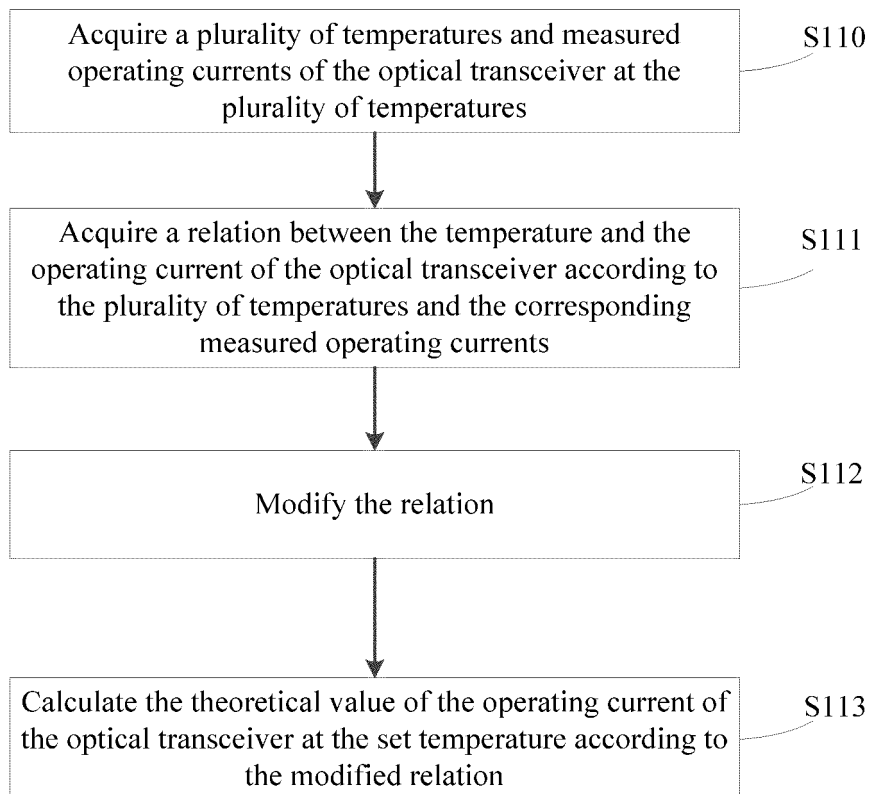 Acquire a plurality of temperatures and measured
operating currents of the optical transceiver at the
plurality of temperatures
S110
Acquire a relation between the temperature and the
operating current of the optical transceiver according to
the plurality of temperatures and the corresponding
measured operating currents
S111
Modify the relation
S112
Calculate the theoretical value of the operating current of
the optical transceiver at the set temperature according to
the modified relation
S113